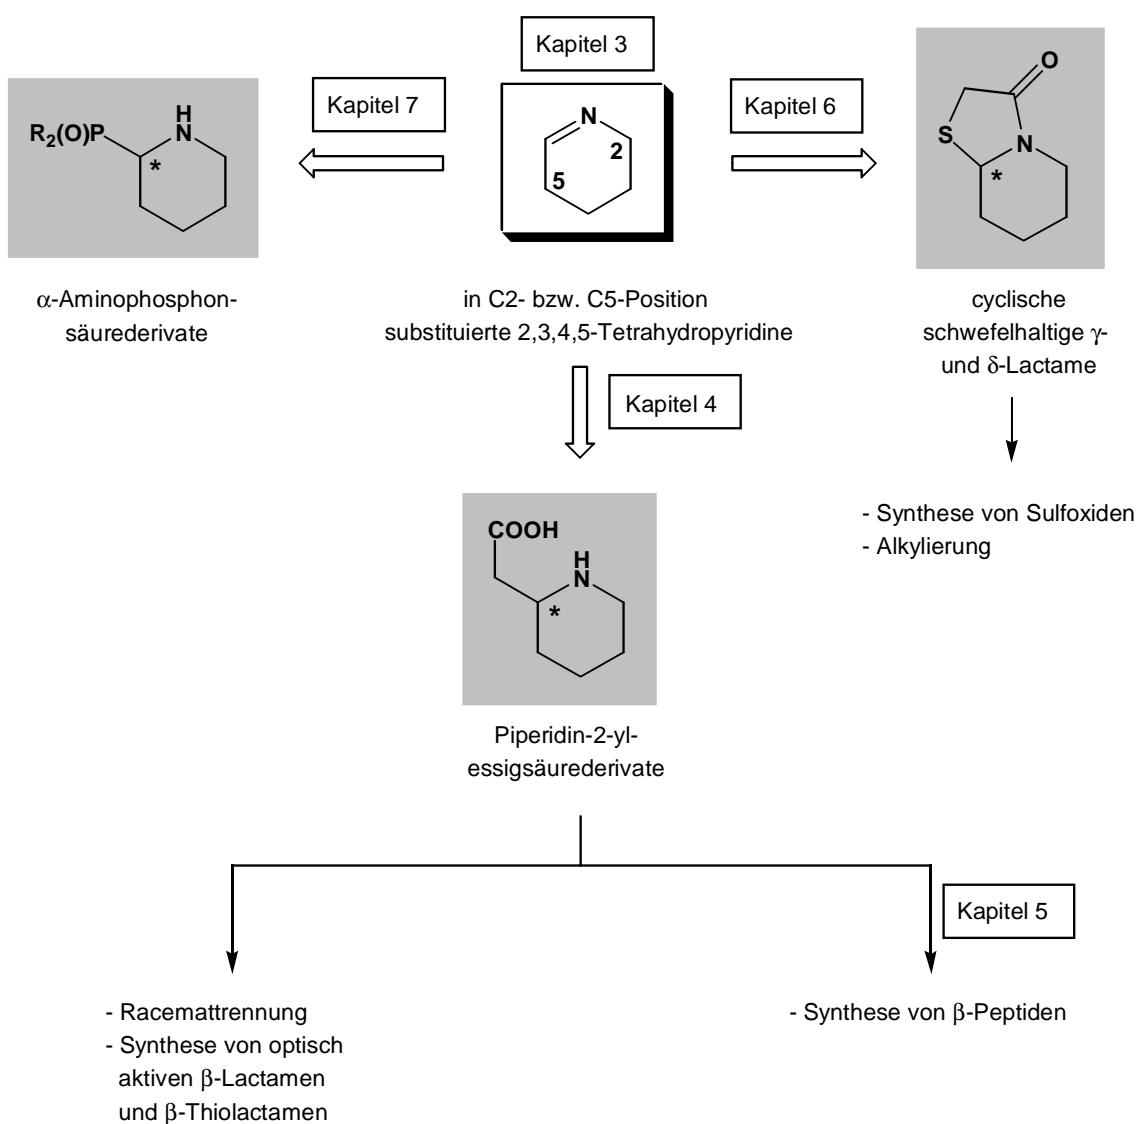 Kapitel 3
Kapitel 7
Kapitel 6
R2(O)P
H
N
*
N
2
5
O
S
N
*
α-Aminophosphon-
säurederivate
in C2- bzw. C5-Position
substituierte 2,3,4,5-Tetrahydropyridine
cyclische
schwefelhaltige γ-
und δ-Lactame
Kapitel 4
COOH
H
N
*
- Synthese von Sulfoxiden
- Alkylierung
Piperidin-2-yl-
essigsäurederivate
Kapitel 5
- Racemattrennung
- Synthese von optisch
aktiven β-Lactamen
und β-Thiolactamen
- Synthese von β-Peptiden